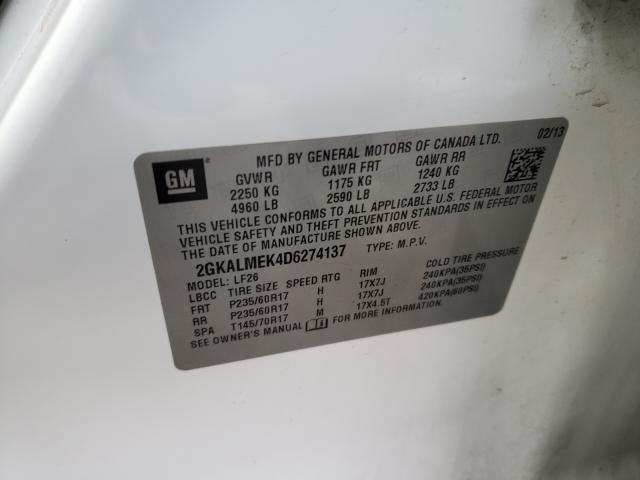 GM
MFD BY GENERAL MOTORS OF CANADA LTD.
02/13
GVWR GAWR FRT GAWR RR
2250 KG 1175 KG 1240 KG
4960 LB 2590 LB 2733 LB
THIS VEHICLE CONFORMS TO ALL APPLICABLE U.S. FEDERAL MOTOR
VEHICLE SAFETY AND THEFT PREVENTION STANDARDS IN EFFECT ON
THE DATE OF MANUFACTURE SHOWN ABOVE.
2GKALMEK4D6274137 TYPE: M.P.V.
MODEL: LF26
LBCC TIRE SIZE SPEED RTG RIM COLD TIRE PRESSURE
FRT P235/60R17 H 17X7J 240KPA(35PSI)
RR P235/60R17 H 17X7J 240KPA(35PSI)
SPA T145/70R17 M 17X4.5T 420KPA(60PSI)
SEE OWNER'S MANUAL FOR MORE INFORMATION.